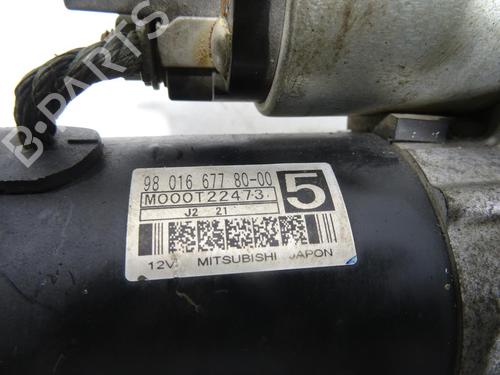 98 016 677 80-00
M000T22473
5
J2 21
12V. MITSUBISHI JAPON
B-PARTS